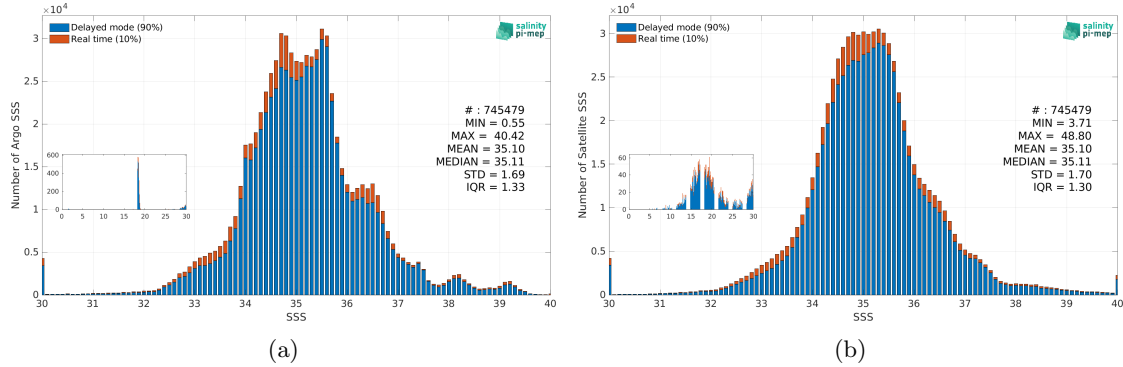 ×10⁴
Delayed mode (90%)
Real time (10%)
salinity
pi-mep
3
2.5
2
1.5
1
0.5
0
Number of Argo SSS
# : 745479
MIN = 0.55
MAX = 40.42
MEAN = 35.10
MEDIAN = 35.11
STD = 1.69
IQR = 1.33
600
400
200
0
0 5 10 15 20 25 30
30 31 32 33 34 35 36 37 38 39 40
SSS
(a)
×10⁴
Delayed mode (90%)
Real time (10%)
salinity
pi-mep
3
2.5
2
1.5
1
0.5
0
Number of Satellite SSS
# : 745479
MIN = 3.71
MAX = 48.80
MEAN = 35.10
MEDIAN = 35.11
STD = 1.70
IQR = 1.30
60
40
20
0
0 5 10 15 20 25 30
30 31 32 33 34 35 36 37 38 39 40
SSS
(b)